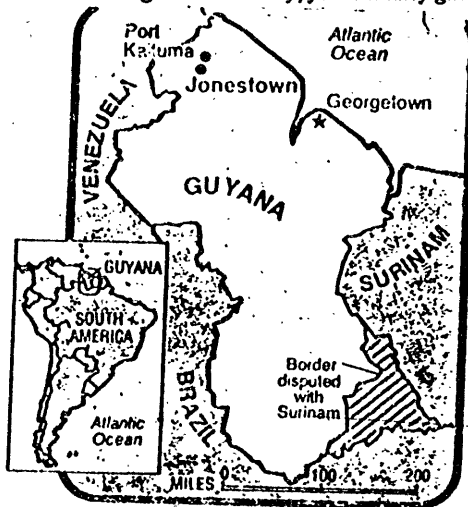 Port
Kaituma
Jonestown
Atlantic
Ocean
Georgetown
VENEZUELA
GUYANA
SURINAM
GUYANA
SOUTH
AMERICA
Atlantic
Ocean
BRAZIL
Border
disputed
with
Surinam
MILES 0 100 200